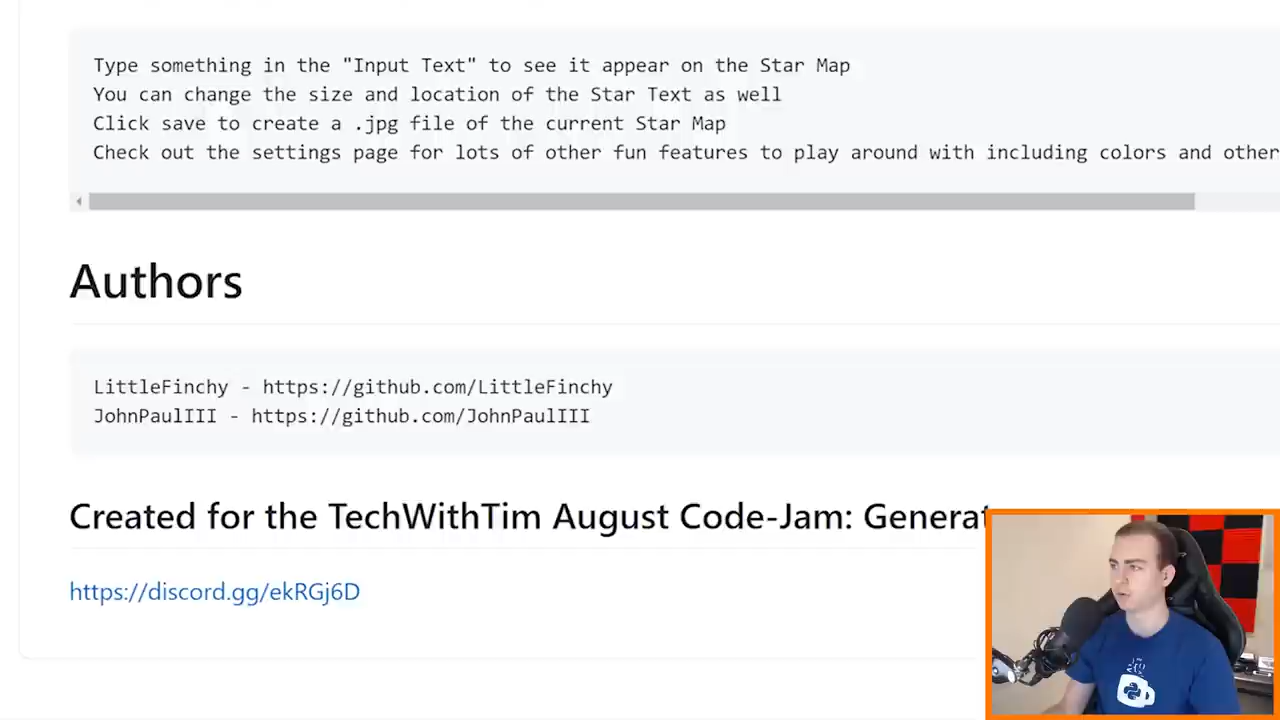 Type something in the "Input Text" to see it appear on the Star Map
You can change the size and location of the Star Text as well
Click save to create a .jpg file of the current Star Map
Check out the settings page for lots of other fun features to play around with including colors and other
Authors
LittleFinchy - https://github.com/LittleFinchy
JohnPaulIII - https://github.com/JohnPaulIII
Created for the TechWithTim August Code-Jam: Generat
https://discord.gg/ekRGj6D